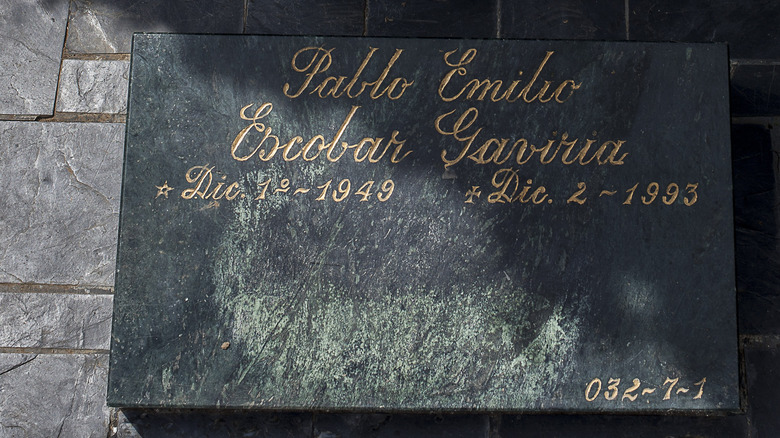 Pablo Emilio
Escobar Gaviria
☆ Dic. 1º~1949 ✝ Dic. 2~1993
032~7~1